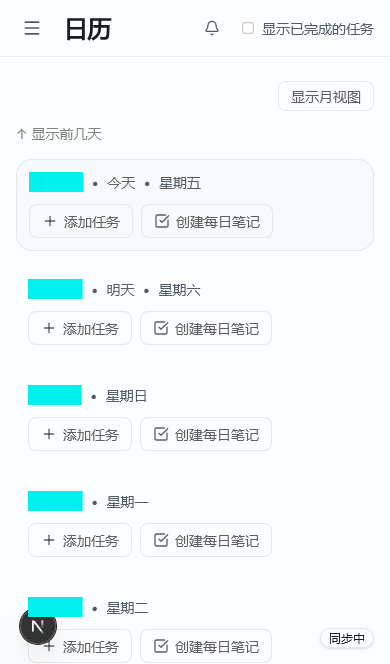 日历
显示已完成的任务
显示月视图
↑ 显示前几天
• 今天 • 星期五
+ 添加任务
创建每日笔记
• 明天 • 星期六
+ 添加任务
创建每日笔记
• 星期日
+ 添加任务
创建每日笔记
• 星期一
+ 添加任务
创建每日笔记
• 星期二
N
+ 添加任务
创建每日笔记
同步中